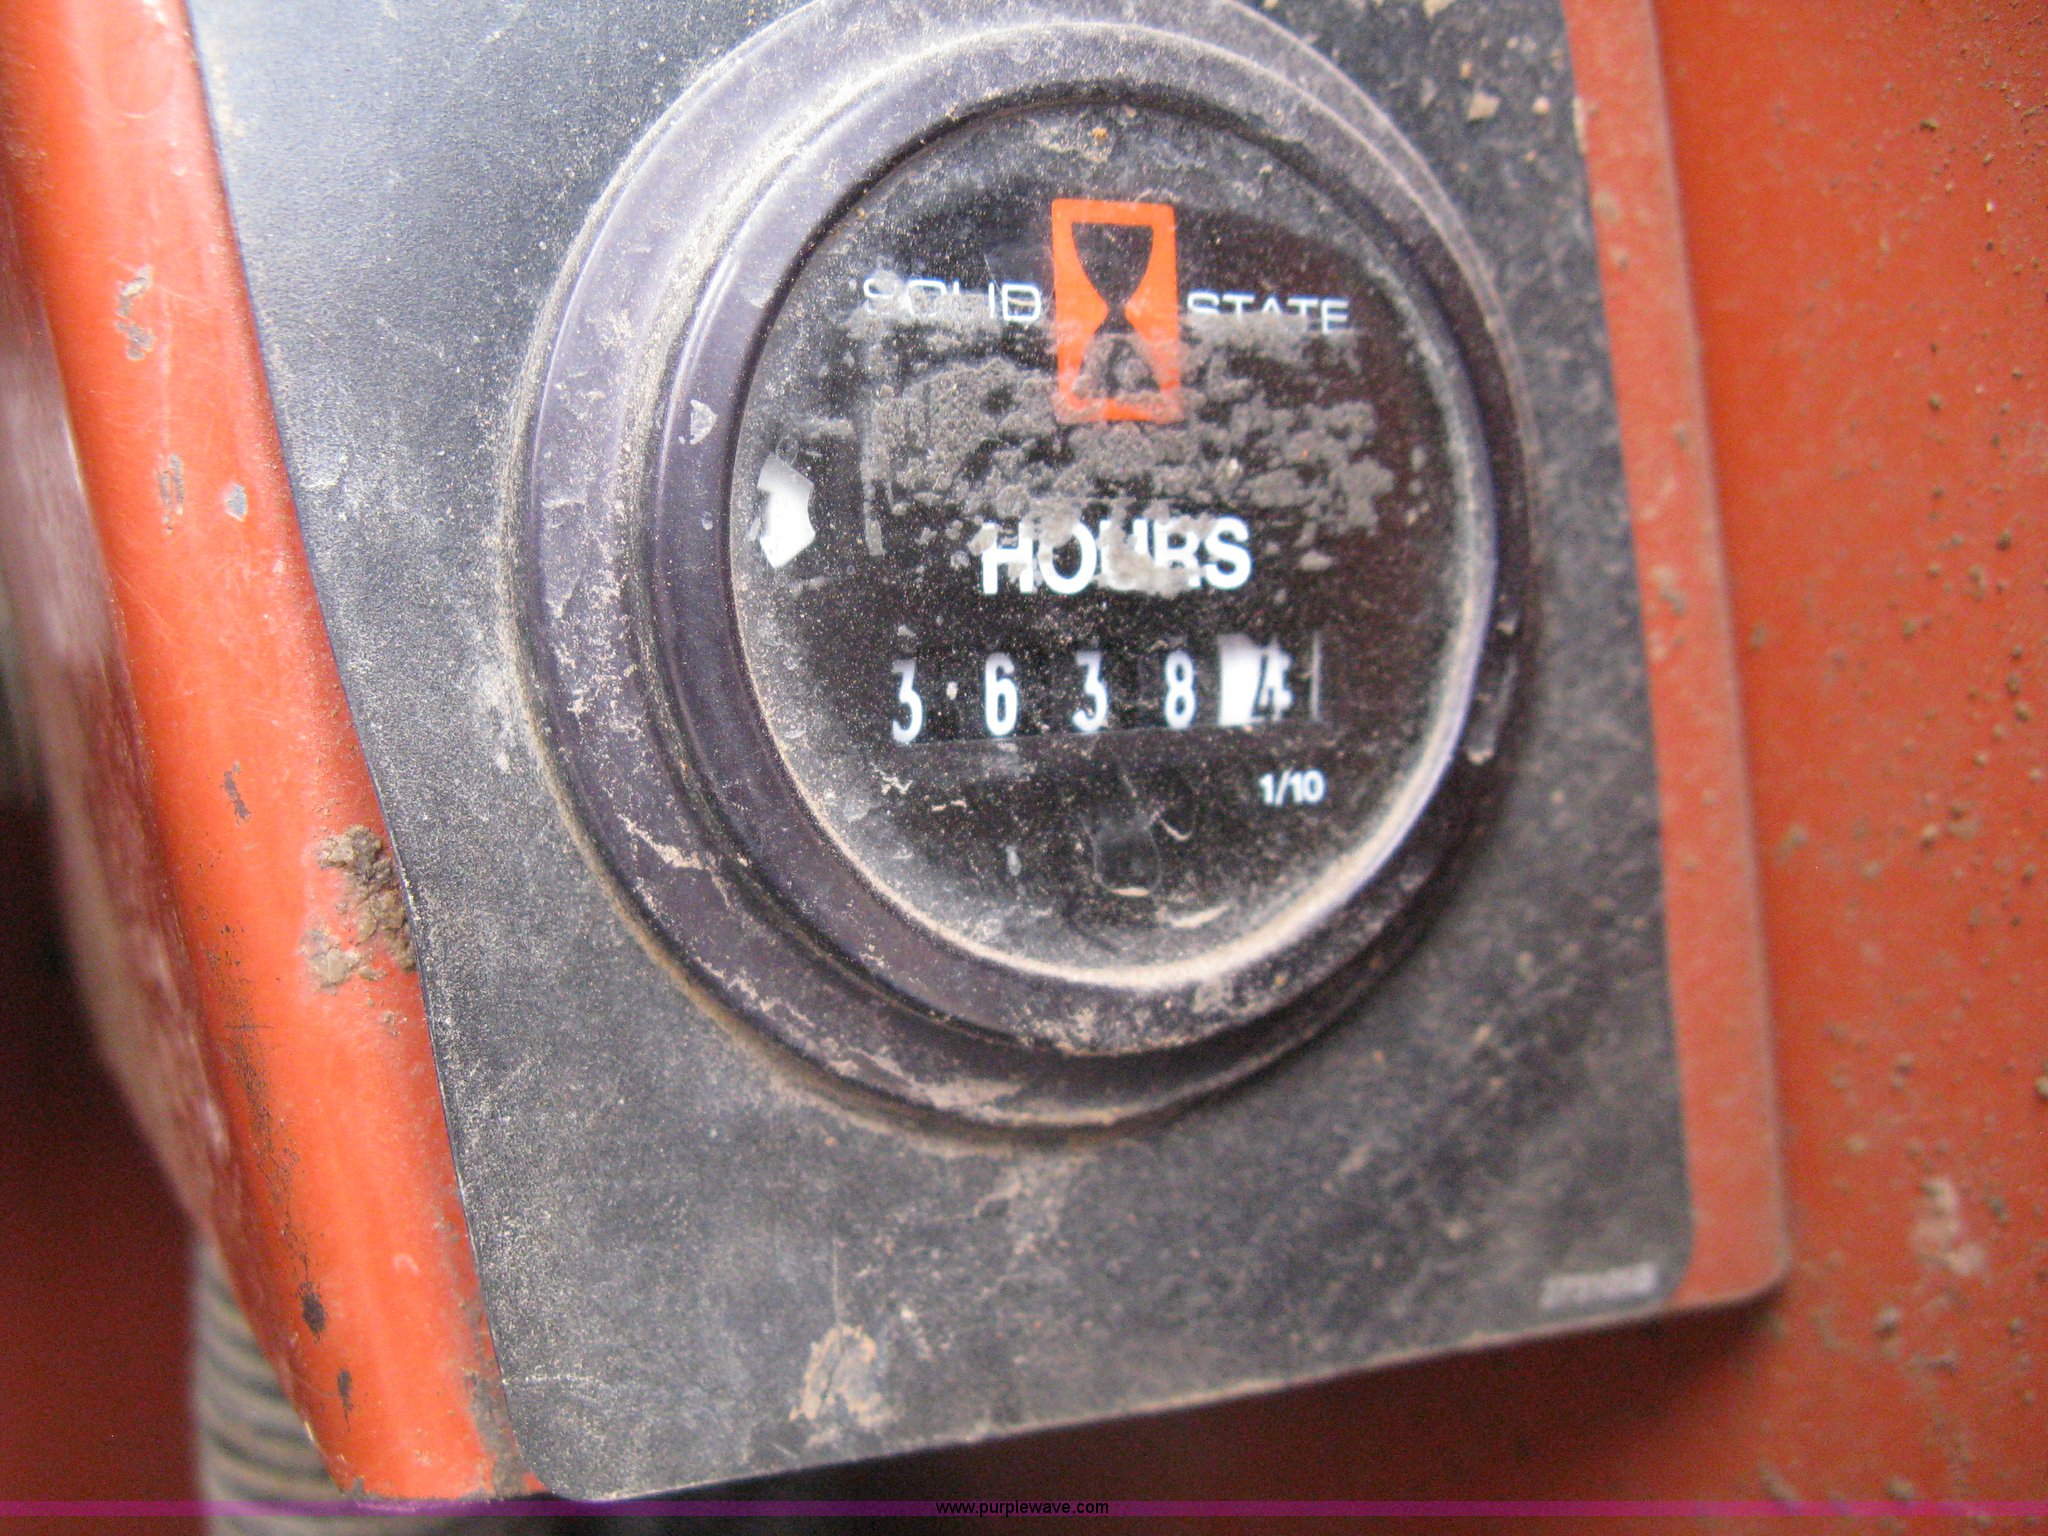 SOLID STATE
HOURS
3 6 3 8 4
1/10
www.purplewave.com